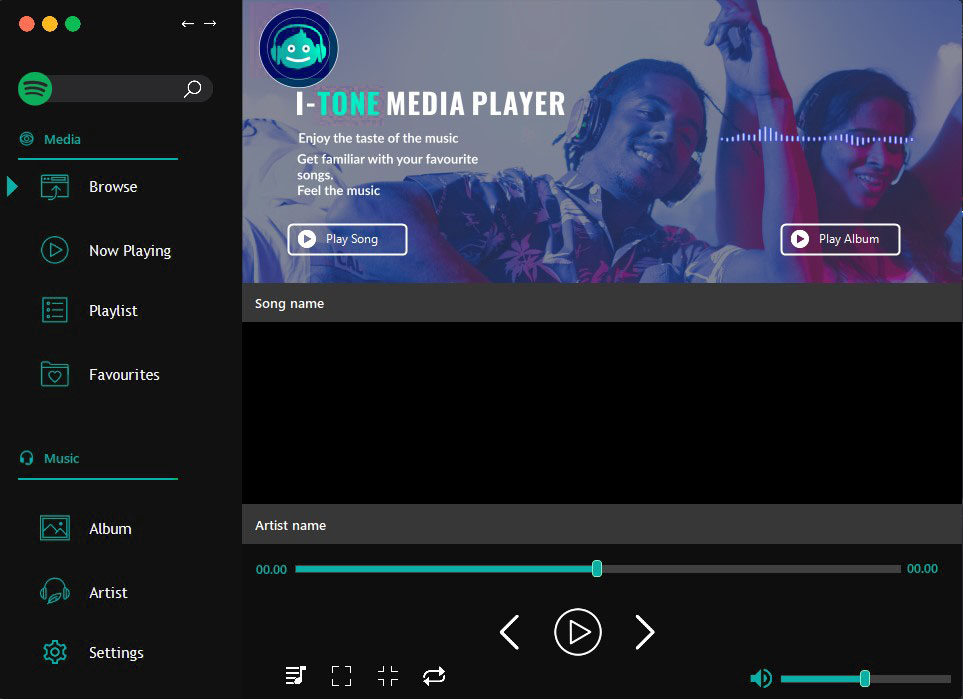 Media
Browse
Now Playing
Playlist
Favourites
Music
Album
Artist
Settings
I-TONE MEDIA PLAYER
Enjoy the taste of the music
Get familiar with your favourite
songs.
Feel the music
Play Song
Play Album
Song name
Artist name
00.00
00.00